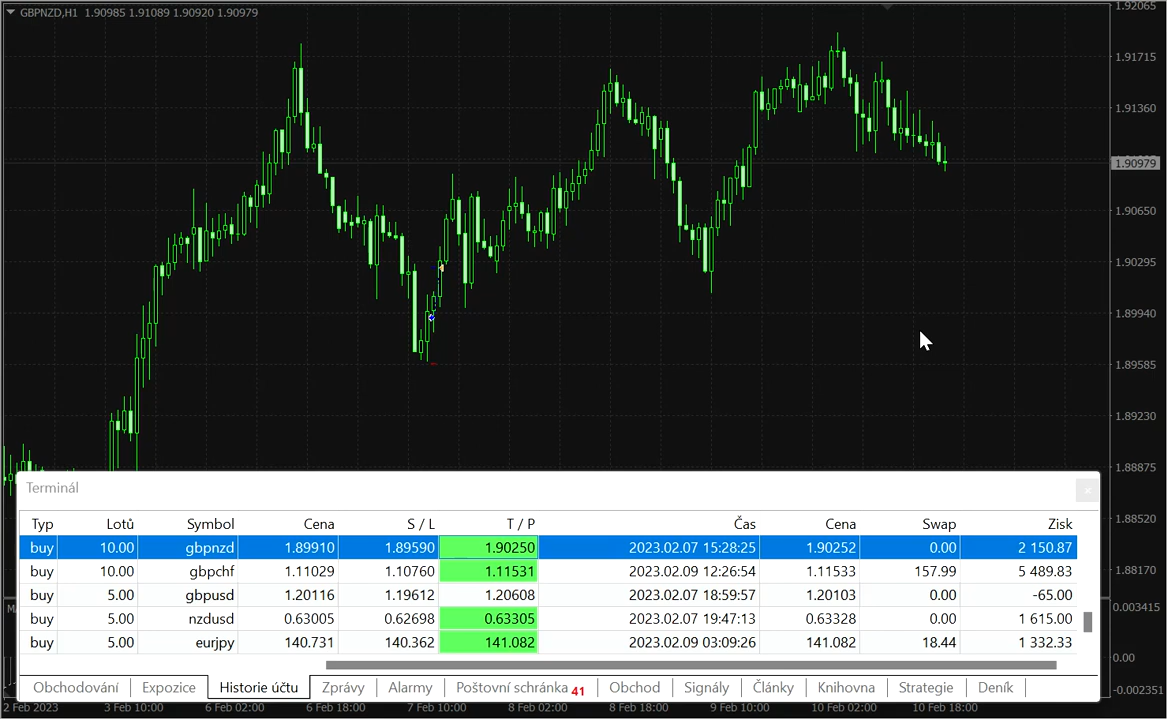 GBPNZD,H1 1.90985 1.91089 1.90920 1.90979
1.92065
1.91715
1.91360
1.90979
1.90650
1.90295
1.89940
1.89585
1.89230
1.88875
1.88520
1.88170
0.003415
0.00
-0.002351
Terminál
Typ Lotů Symbol Cena S / L T / P Čas Cena Swap Zisk
buy 10.00 gbpnzd 1.89910 1.89590 1.90250 2023.02.07 15:28:25 1.90252 0.00 2 150.87
buy 10.00 gbpchf 1.11029 1.10760 1.11531 2023.02.09 12:26:54 1.11533 157.99 5 489.83
buy 5.00 gbpusd 1.20116 1.19612 1.20608 2023.02.07 18:59:57 1.20103 0.00 -65.00
buy 5.00 nzdusd 0.63005 0.62698 0.63305 2023.02.07 19:47:13 0.63328 0.00 1 615.00
buy 5.00 eurjpy 140.731 140.362 141.082 2023.02.09 03:09:26 141.082 18.44 1 332.33
Obchodování Expozice Historie účtu Zprávy Alarmy Poštovní schránka 41 Obchod Signály Články Knihovna Strategie Deník
2 Feb 2023 3 Feb 10:00 6 Feb 02:00 6 Feb 18:00 7 Feb 10:00 8 Feb 02:00 8 Feb 18:00 9 Feb 10:00 10 Feb 02:00 10 Feb 18:00